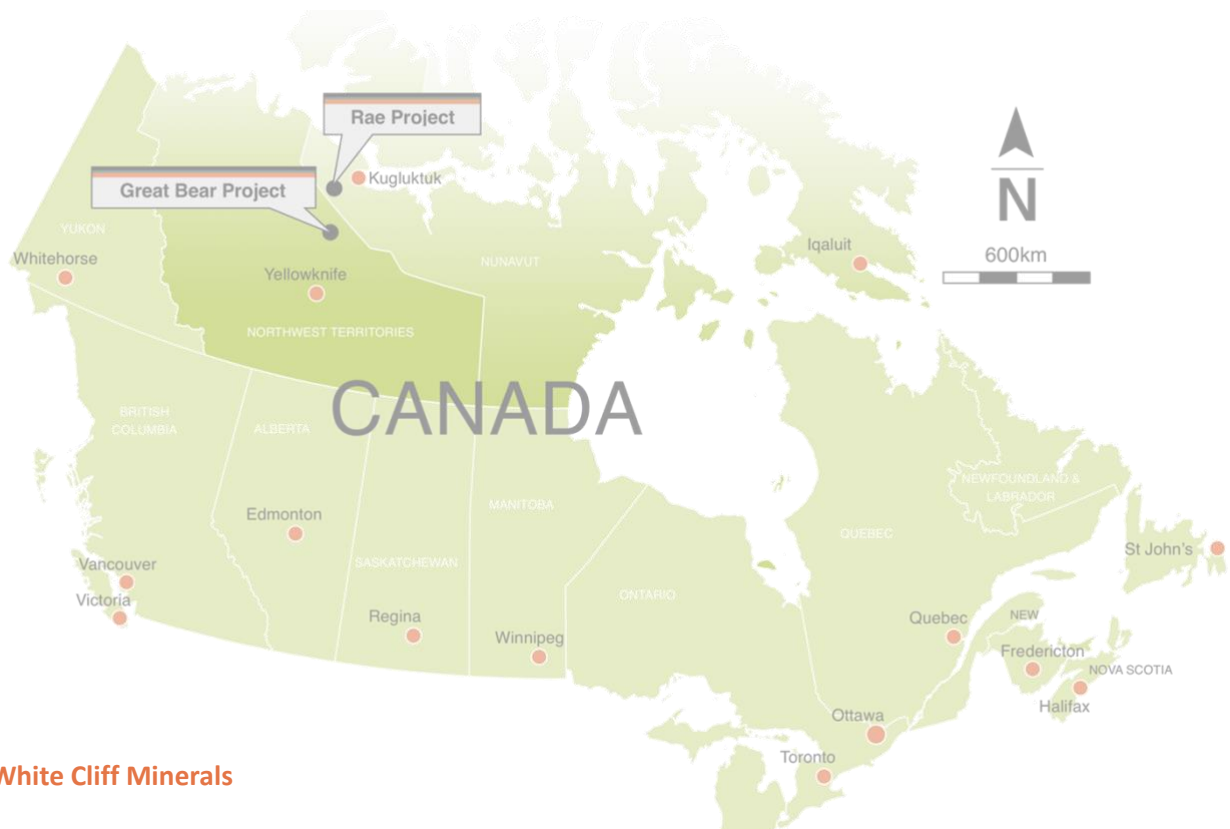 Rae Project
Kugluktuk
Great Bear Project
N
YUKON
Iqaluit
600km
Whitehorse
Yellowknife
NUNAVUT
NORTHWEST TERRITORIES
CANADA
BRITISH
COLUMBIA
ALBERTA
NEWFOUNDLAND &
LABRADOR
MANITOBA
Edmonton
QUEBEC
St John's
SASKATCHEWAN
Vancouver
Victoria
ONTARIO
Regina
Winnipeg
Quebec
NEW
Fredericton
NOVA SCOTIA
Halifax
Ottawa
Toronto
White Cliff Minerals